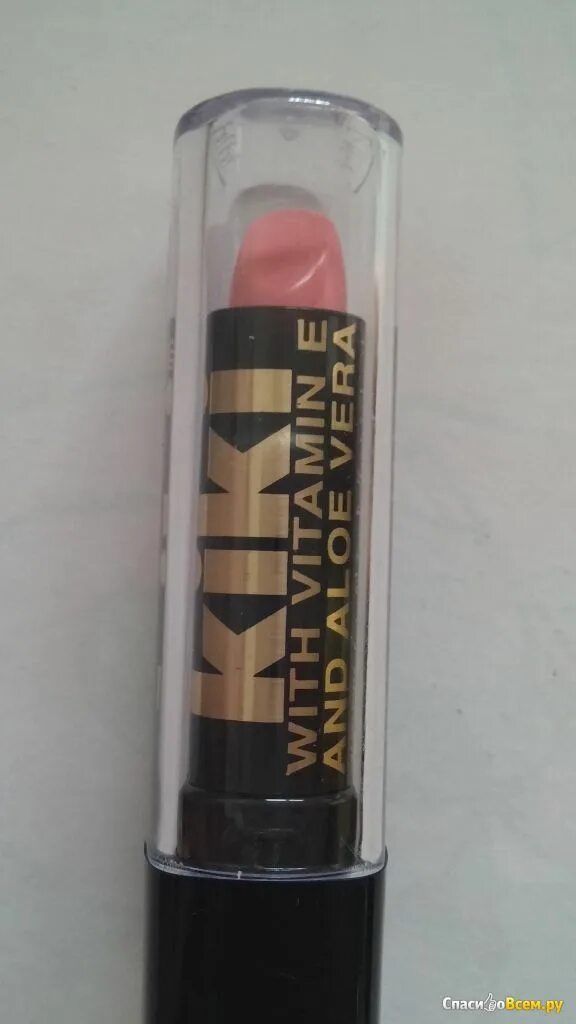 kiki
WITH VITAMIN E
AND ALOE VERA
СпасибоВсем.ру